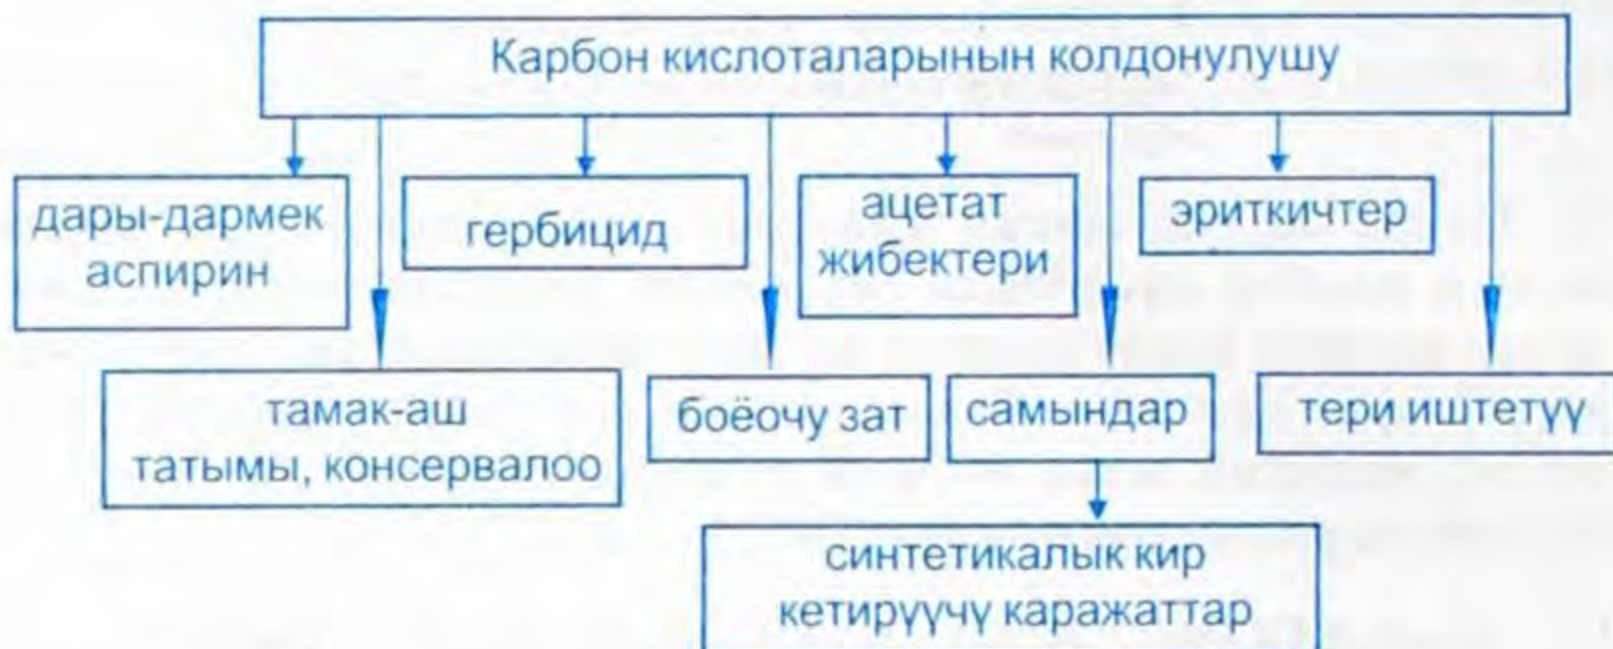 Карбон кислоталарынын колдонулушу
дары-дармек
аспирин
гербицид
ацетат
жибектери
эриткичтер
тамак-аш
татымы, консервалоо
боёочу зат
самындар
тери иштетүү
синтетикалык кир
кетирүүчү каражаттар